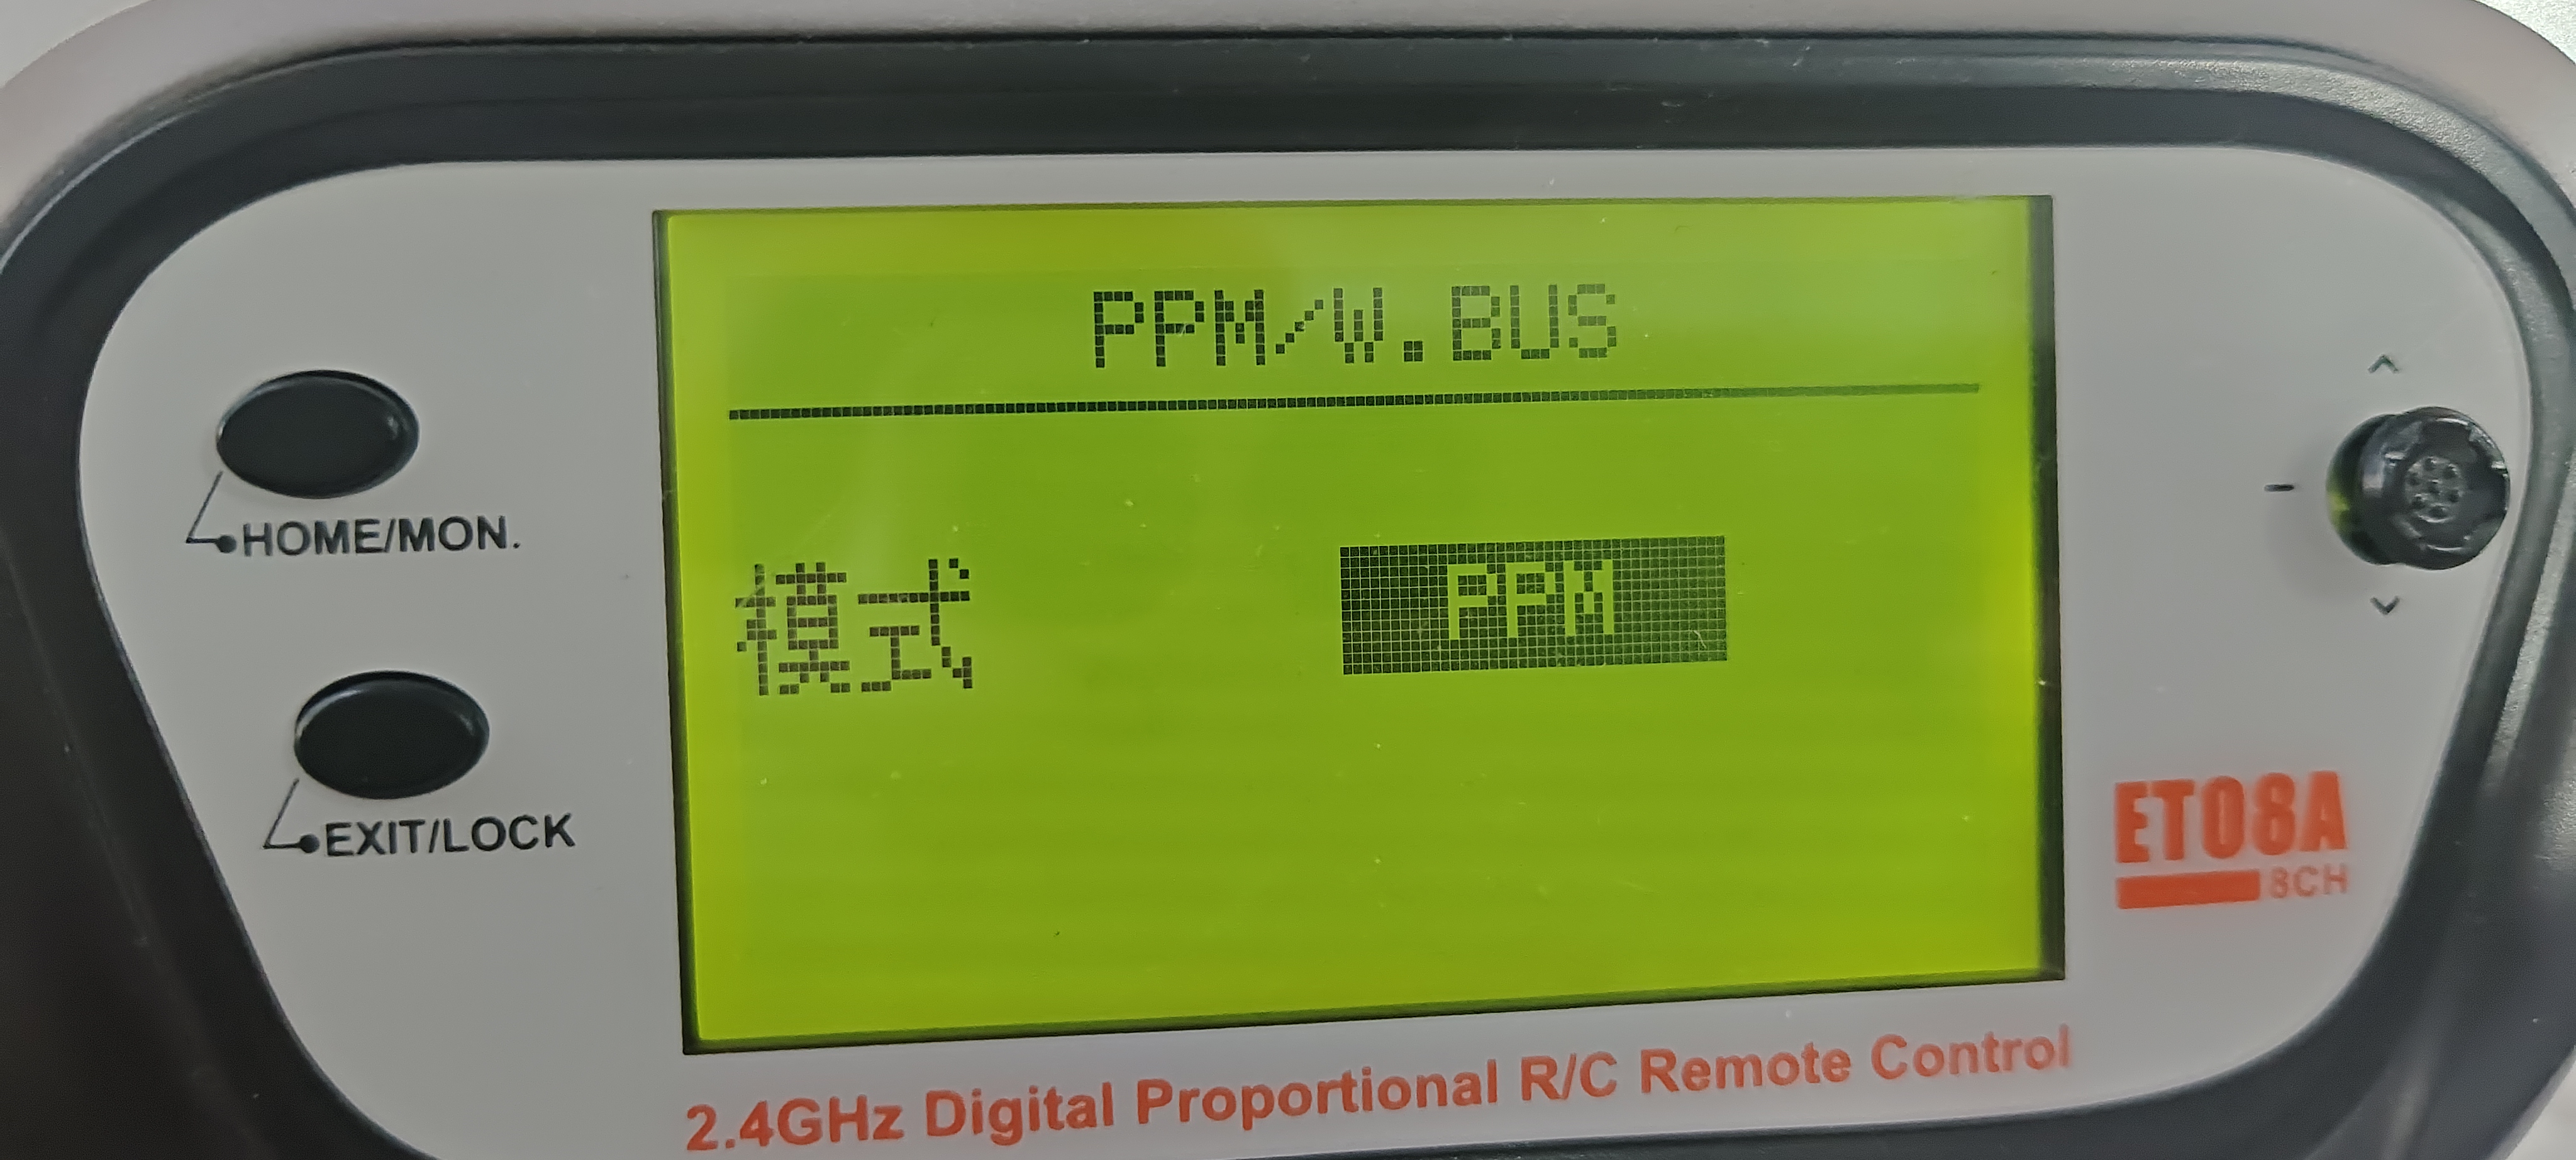 PPM/W.BUS
HOME/MON.
模式 PPM
EXIT/LOCK
ET08A
8CH
2.4GHz Digital Proportional R/C Remote Control